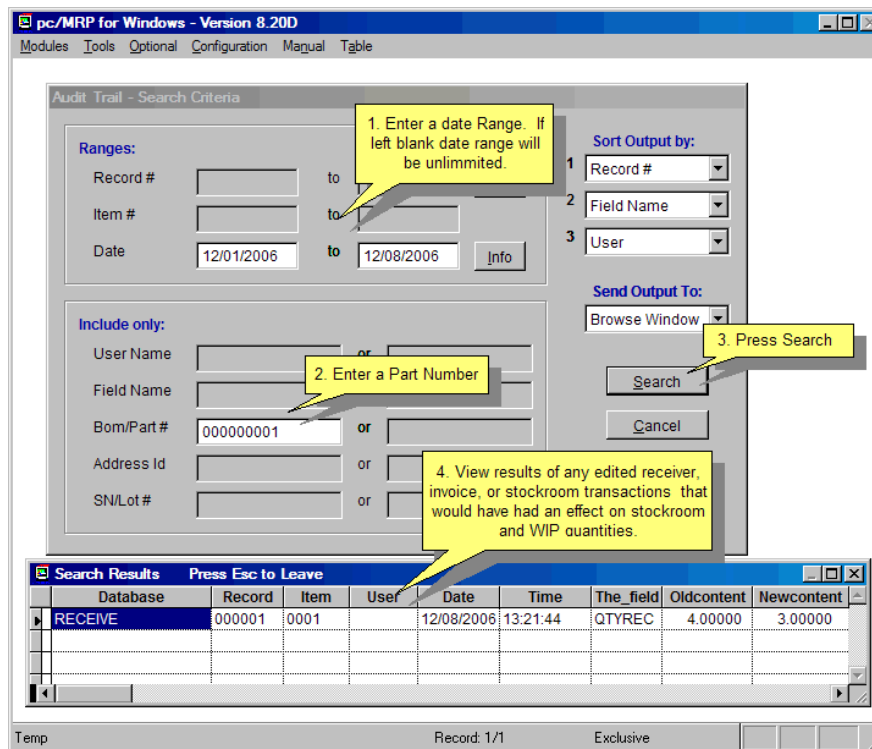 pc/MRP for Windows - Version 8.20D
Modules Tools Optional Configuration Manual Table
Audit Trail - Search Criteria
1. Enter a date Range. If
left blank date range will
be unlimmited.
Ranges:
Record # to
Item # to
Date 12/01/2006 to 12/08/2006 Info
Sort Output by:
1 Record #
2 Field Name
3 User
Send Output To:
Browse Window
3. Press Search
Search
Cancel
Include only:
User Name or
Field Name
2. Enter a Part Number
Bom/Part # 000000001 or
Address Id or
SN/Lot # or
4. View results of any edited receiver,
invoice, or stockroom transactions that
would have had an effect on stockroom
and WIP quantities.
Search Results Press Esc to Leave
Database Record Item User Date Time The_field Oldcontent Newcontent
RECEIVE 000001 0001 12/08/2006 13:21:44 QTYREC 4.00000 3.00000
Temp Record: 1/1 Exclusive